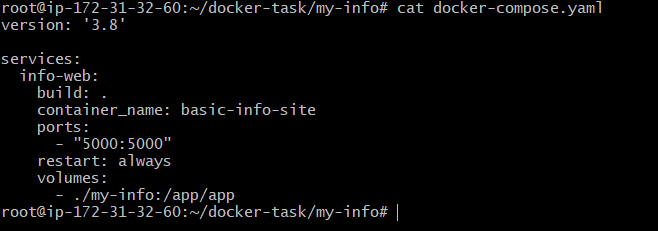 root@ip-172-31-32-60:~/docker-task/my-info# cat docker-compose.yaml
version: '3.8'

services:
  info-web:
    build: .
    container_name: basic-info-site
    ports:
      - "5000:5000"
    restart: always
    volumes:
      - ./my-info:/app/app
root@ip-172-31-32-60:~/docker-task/my-info#